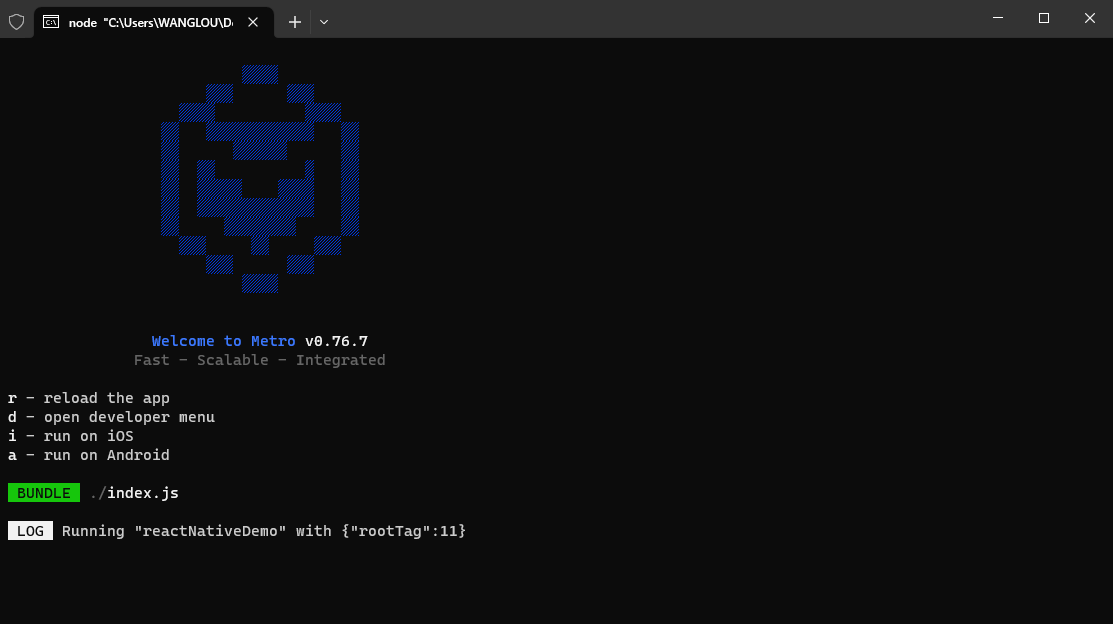 node "C:\Users\WANGLOU\De
Welcome to Metro v0.76.7
Fast - Scalable - Integrated
r - reload the app
d - open developer menu
i - run on iOS
a - run on Android
BUNDLE ./index.js
LOG Running "reactNativeDemo" with {"rootTag":11}